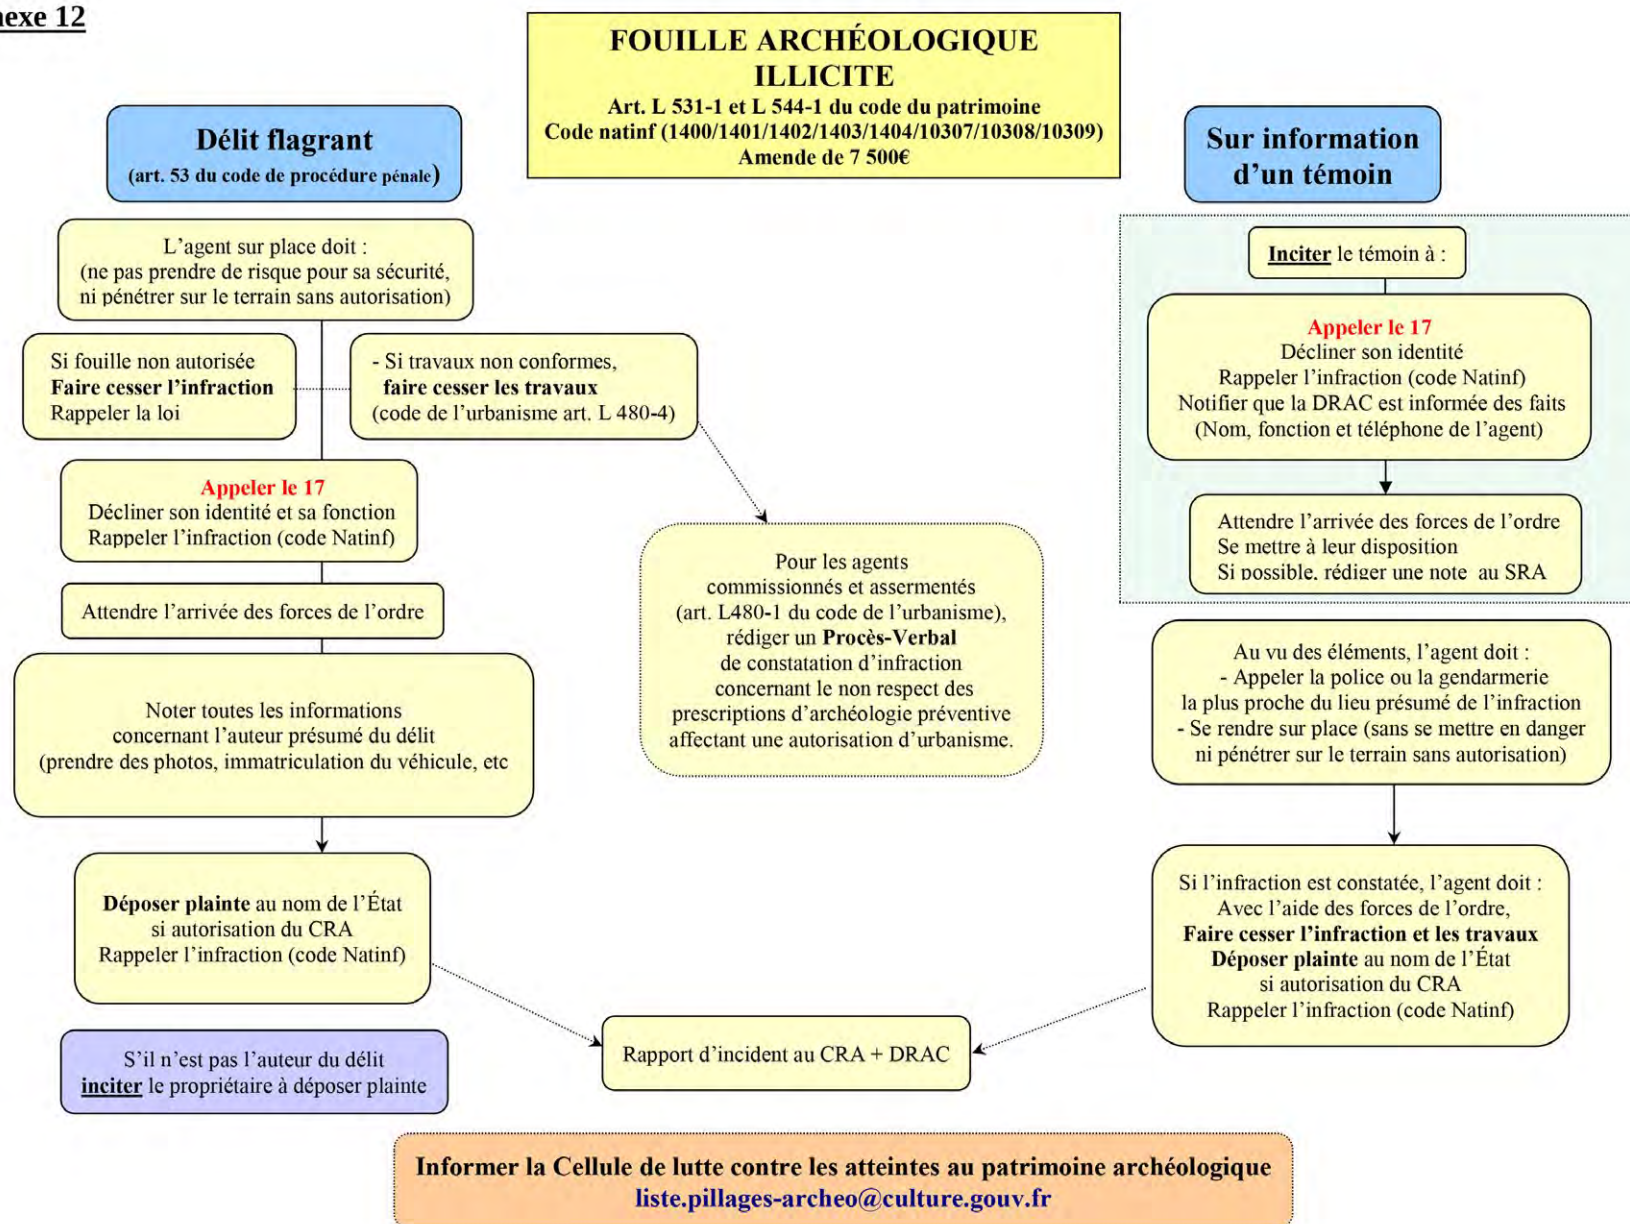 nexe 12
FOUILLE ARCHÉOLOGIQUE
ILLICITE
Art. L 531-1 et L 544-1 du code du patrimoine
Code natinf (1400/1401/1402/1403/1404/10307/10308/10309)
Amende de 7 500€
Délit flagrant
(art. 53 du code de procédure pénale)
L'agent sur place doit :
(ne pas prendre de risque pour sa sécurité,
ni pénétrer sur le terrain sans autorisation)
Si fouille non autorisée
Faire cesser l'infraction
Rappeler la loi
- Si travaux non conformes,
faire cesser les travaux
(code de l'urbanisme art. L 480-4)
Appeler le 17
Décliner son identité et sa fonction
Rappeler l'infraction (code Natinf)
Attendre l'arrivée des forces de l'ordre
Noter toutes les informations
concernant l'auteur présumé du délit
(prendre des photos, immatriculation du véhicule, etc
Déposer plainte au nom de l'État
si autorisation du CRA
Rappeler l'infraction (code Natinf)
S'il n'est pas l'auteur du délit
inciter le propriétaire à déposer plainte
Pour les agents
commissionnés et assermentés
(art. L480-1 du code de l'urbanisme),
rédiger un Procès-Verbal
de constatation d'infraction
concernant le non respect des
prescriptions d'archéologie préventive
affectant une autorisation d'urbanisme.
Sur information
d'un témoin
Inciter le témoin à :
Appeler le 17
Décliner son identité
Rappeler l'infraction (code Natinf)
Notifier que la DRAC est informée des faits
(Nom, fonction et téléphone de l'agent)
Attendre l'arrivée des forces de l'ordre
Se mettre à leur disposition
Si possible, rédiger une note au SRA
Au vu des éléments, l'agent doit :
- Appeler la police ou la gendarmerie
la plus proche du lieu présumé de l'infraction
- Se rendre sur place (sans se mettre en danger
ni pénétrer sur le terrain sans autorisation)
Si l'infraction est constatée, l'agent doit :
Avec l'aide des forces de l'ordre,
Faire cesser l'infraction et les travaux
Déposer plainte au nom de l'État
si autorisation du CRA
Rappeler l'infraction (code Natinf)
Rapport d'incident au CRA + DRAC
Informer la Cellule de lutte contre les atteintes au patrimoine archéologique
liste.pillages-archeo@culture.gouv.fr